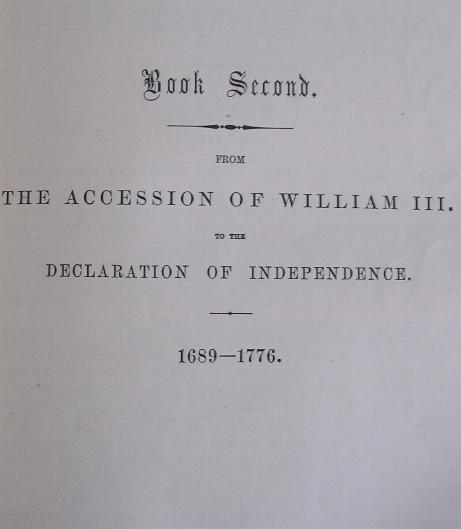 Book Second.
FROM
THE ACCESSION OF WILLIAM III.
TO THE
DECLARATION OF INDEPENDENCE.
1689—1776.